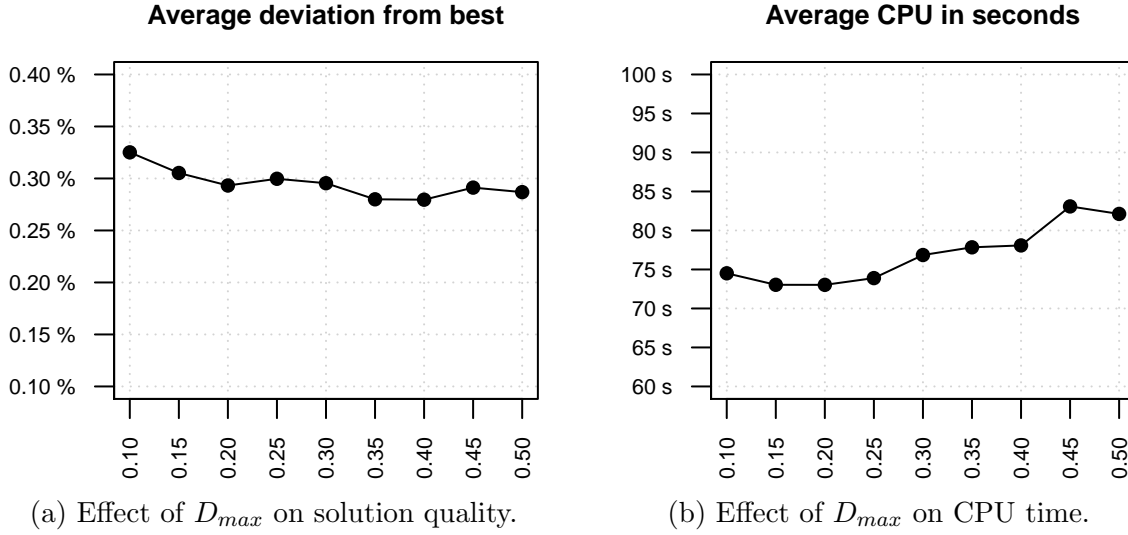 Average deviation from best
0.40 %
0.35 %
0.30 %
0.25 %
0.20 %
0.15 %
0.10 %
0.10
0.15
0.20
0.25
0.30
0.35
0.40
0.45
0.50
(a) Effect of D_{max} on solution quality.
Average CPU in seconds
100 s
95 s
90 s
85 s
80 s
75 s
70 s
65 s
60 s
0.10
0.15
0.20
0.25
0.30
0.35
0.40
0.45
0.50
(b) Effect of D_{max} on CPU time.